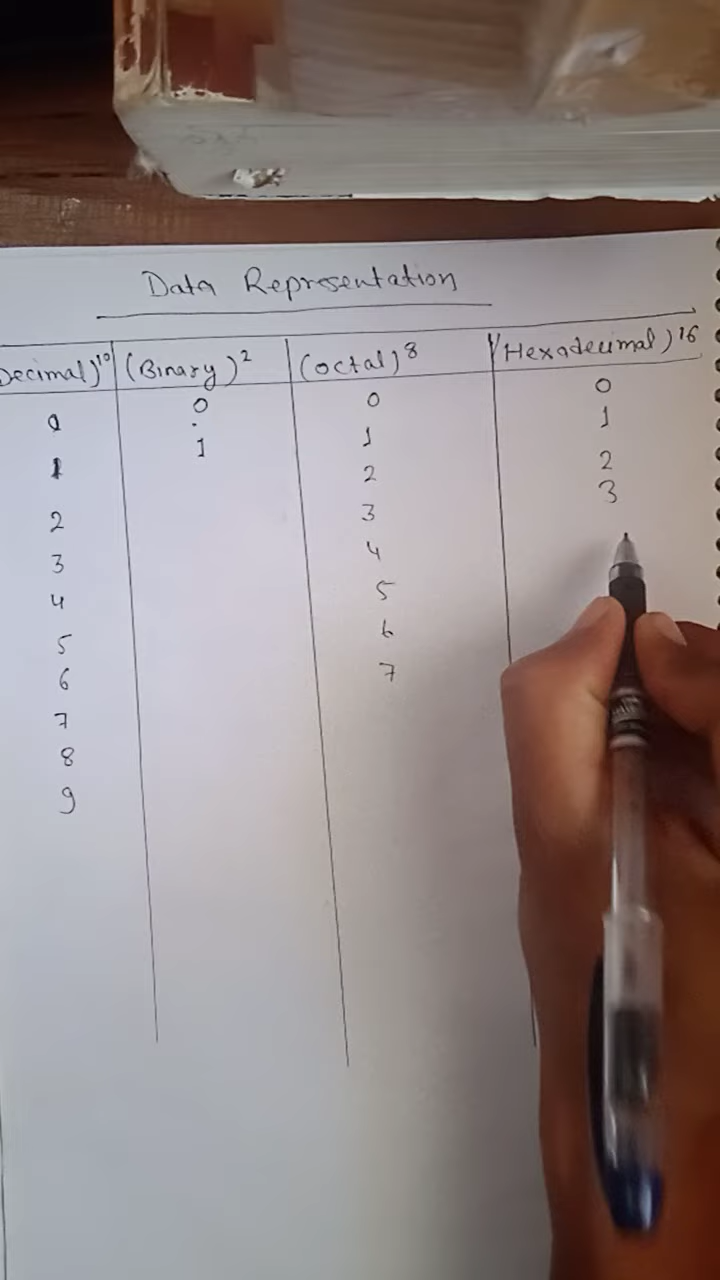 Data Representation
Decimal)10 (Binary)2 (Octal)8 (Hexadecimal)16
0 0 0 0
1 1 1 1
2 2 2
3 3 3
4 4
5 5
6 6
7 7
8
9